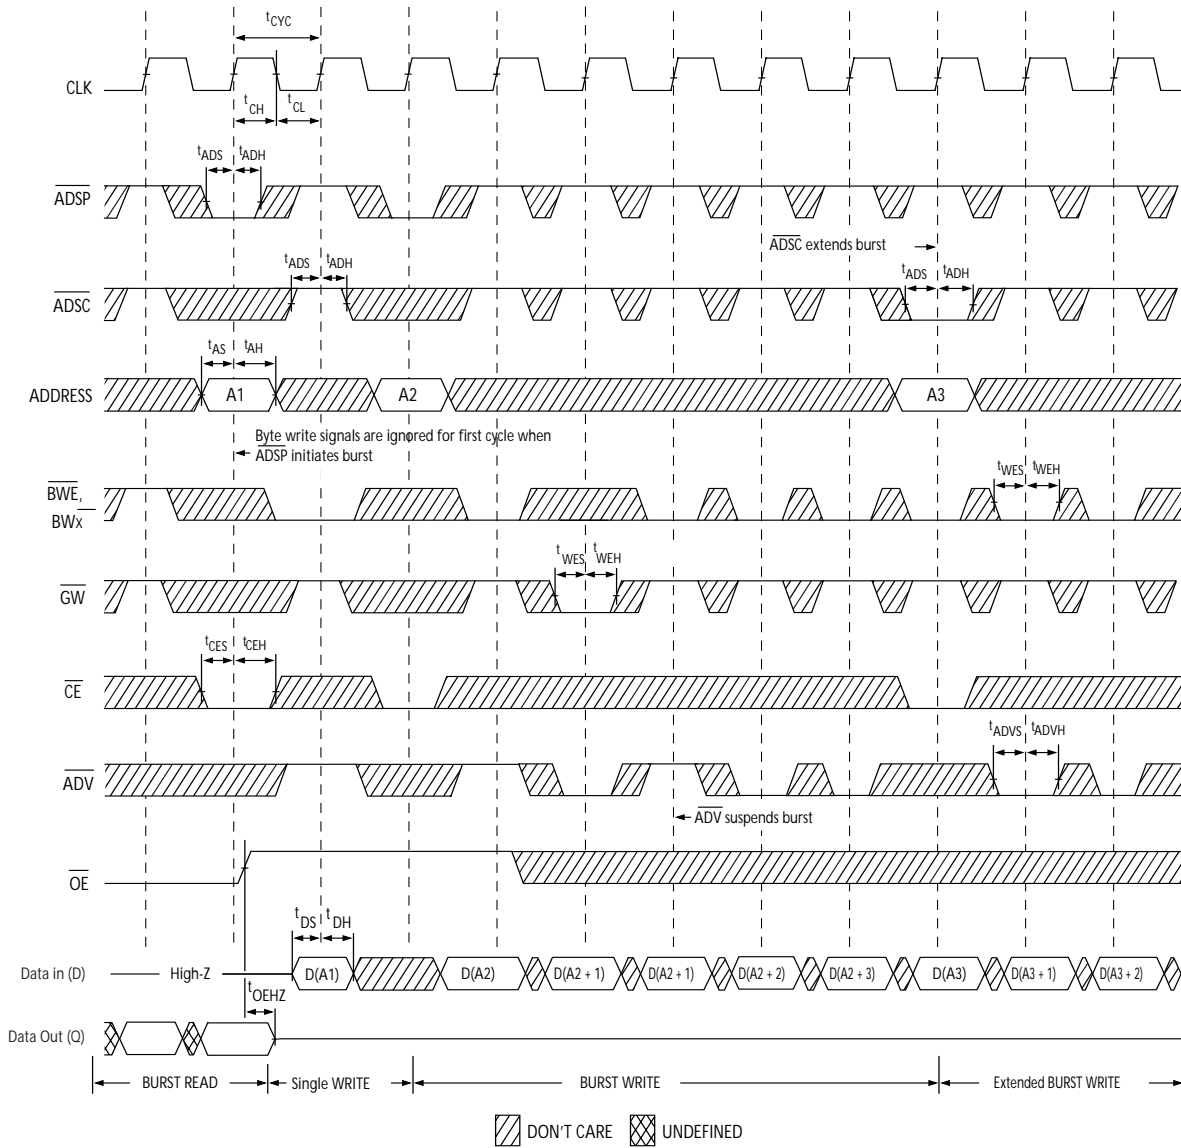 tCYC
CLK
tCH
tCL
tADS
tADH
ADSP
ADSC extends burst
tADS
tADH
tADS
tADH
ADSC
tAS
tAH
ADDRESS
A1
A2
A3
Byte write signals are ignored for first cycle when
ADSP initiates burst
BWE,
BWx
tWES
tWEH
tWES
tWEH
GW
tCES
tCEH
CE
tADVS
tADVH
ADV
ADV suspends burst
OE
tDS
tDH
Data in (D)
High-Z
D(A1)
D(A2)
D(A2 + 1)
D(A2 + 1)
D(A2 + 2)
D(A2 + 3)
D(A3)
D(A3 + 1)
D(A3 + 2)
tOEHZ
Data Out (Q)
BURST READ
Single WRITE
BURST WRITE
Extended BURST WRITE
DON'T CARE
UNDEFINED